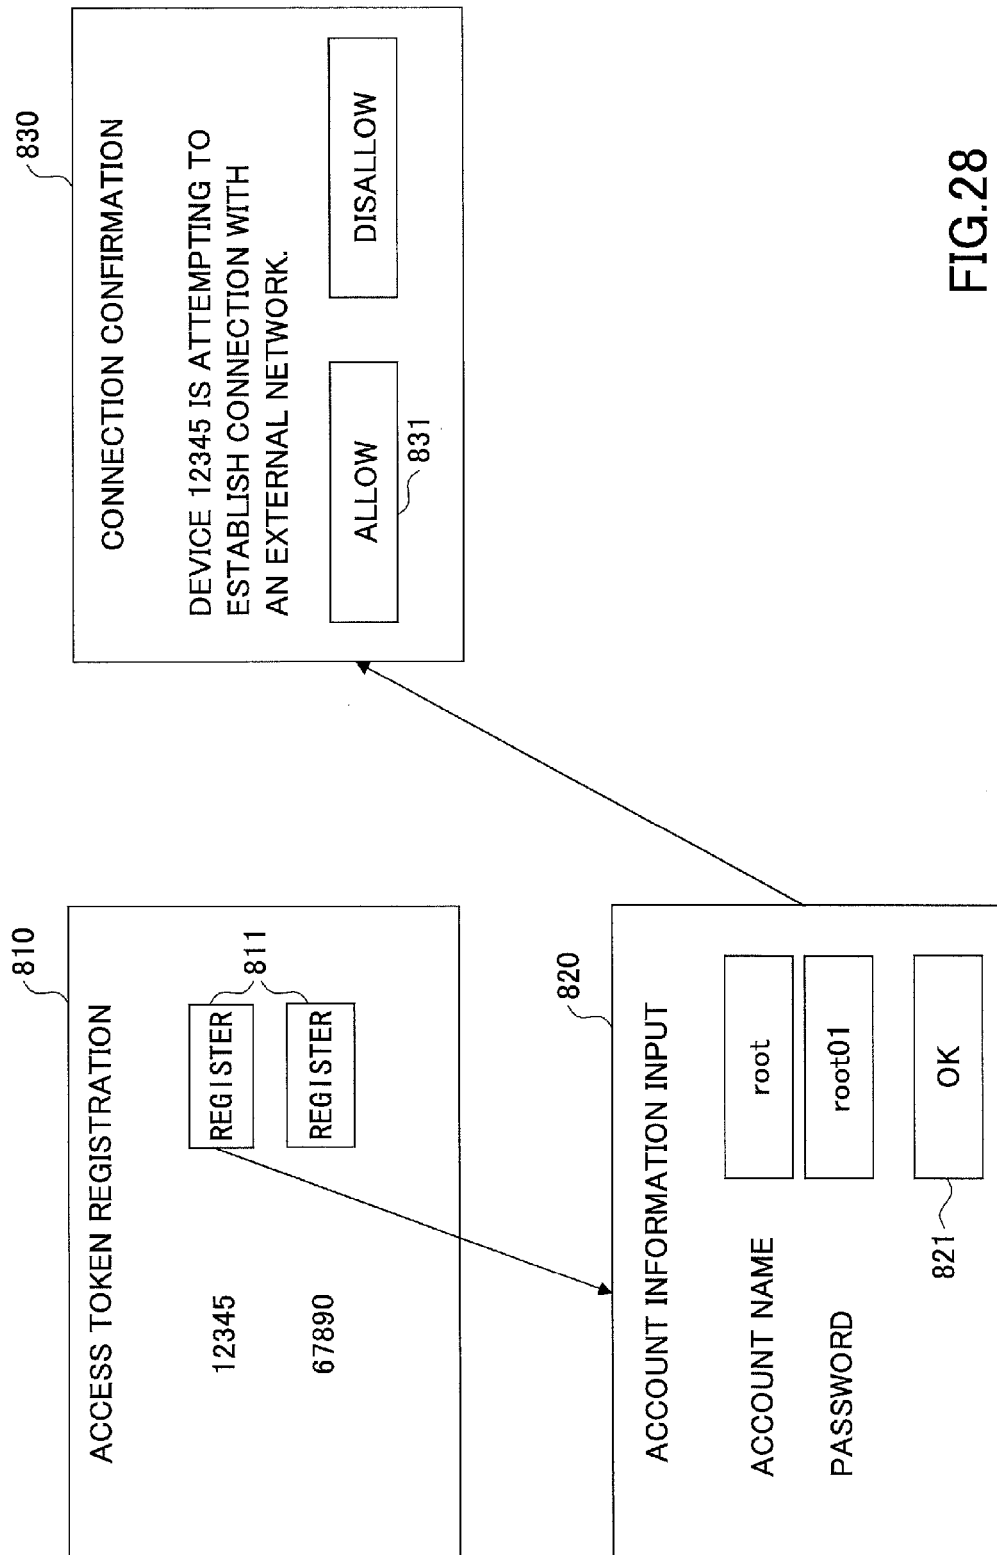 810
ACCESS TOKEN REGISTRATION
12345
REGISTER
811
67890
REGISTER
820
ACCOUNT INFORMATION INPUT
ACCOUNT NAME
root
PASSWORD
root01
821
OK
830
CONNECTION CONFIRMATION
DEVICE 12345 IS ATTEMPTING TO
ESTABLISH CONNECTION WITH
AN EXTERNAL NETWORK.
ALLOW
DISALLOW
831
FIG.28